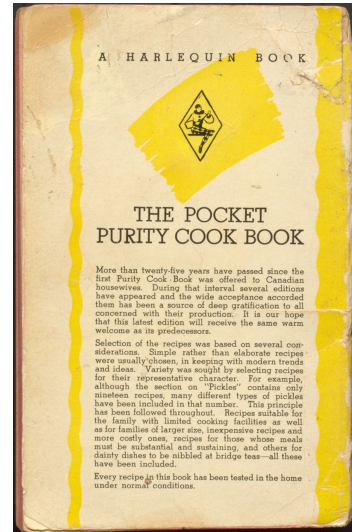 A HARLEQUIN BOOK
THE POCKET
PURITY COOK BOOK
More than twenty-five years have passed since the
first Purity Cook Book was offered to Canadian
housewives. During that interval several editions
have appeared and the wide acceptance accorded
them has been a source of deep gratification to all
concerned with their production. It is our hope
that this latest edition will receive the same warm
welcome as its predecessors.
Selection of the recipes was based on several con-
siderations. Simple rather than elaborate recipes
were usually chosen, in keeping with modern trends
and ideas. Variety was sought by selecting recipes
for their representative character. For example,
although the section on "Pickles" contains only
nineteen recipes, many different types of pickles
have been included in that number. This principle
has been followed throughout. Recipes suitable for
the family with limited cooking facilities as well
as for families of larger size, inexpensive recipes and
more costly ones, recipes for those whose meals
must be substantial and sustaining, and others for
dainty dishes to be nibbled at bridge teas—all these
have been included.
Every recipe in this book has been tested in the home
under normal conditions.